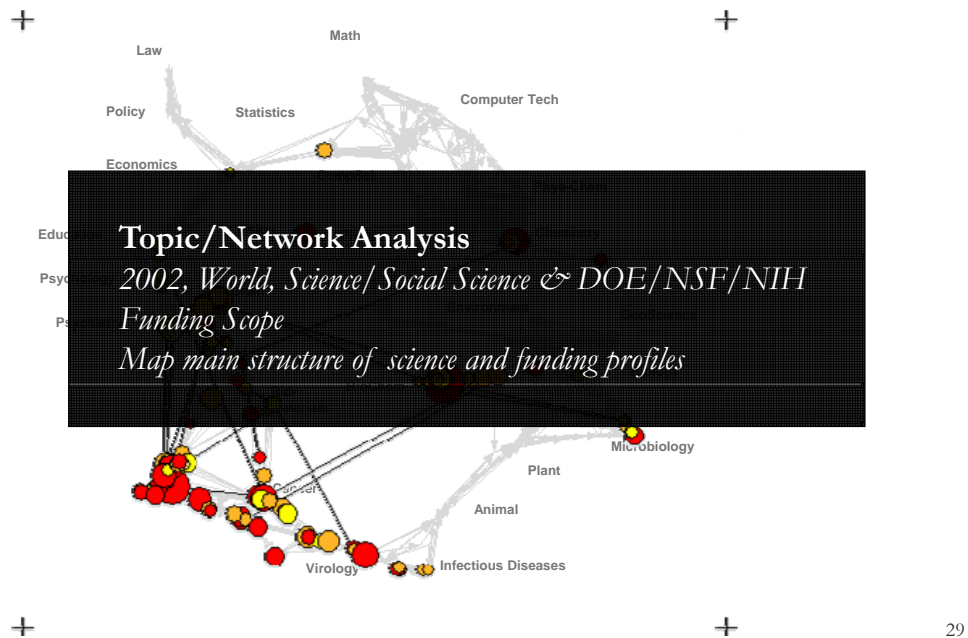 Math
Law
Computer Tech
Policy
Statistics
Economics
Topic/Network Analysis
2002, World, Science/Social Science & DOE/NSF/NIH
Funding Scope
Map main structure of science and funding profiles
Microbiology
Plant
Cancer
Animal
Virology
Infectious Diseases
29